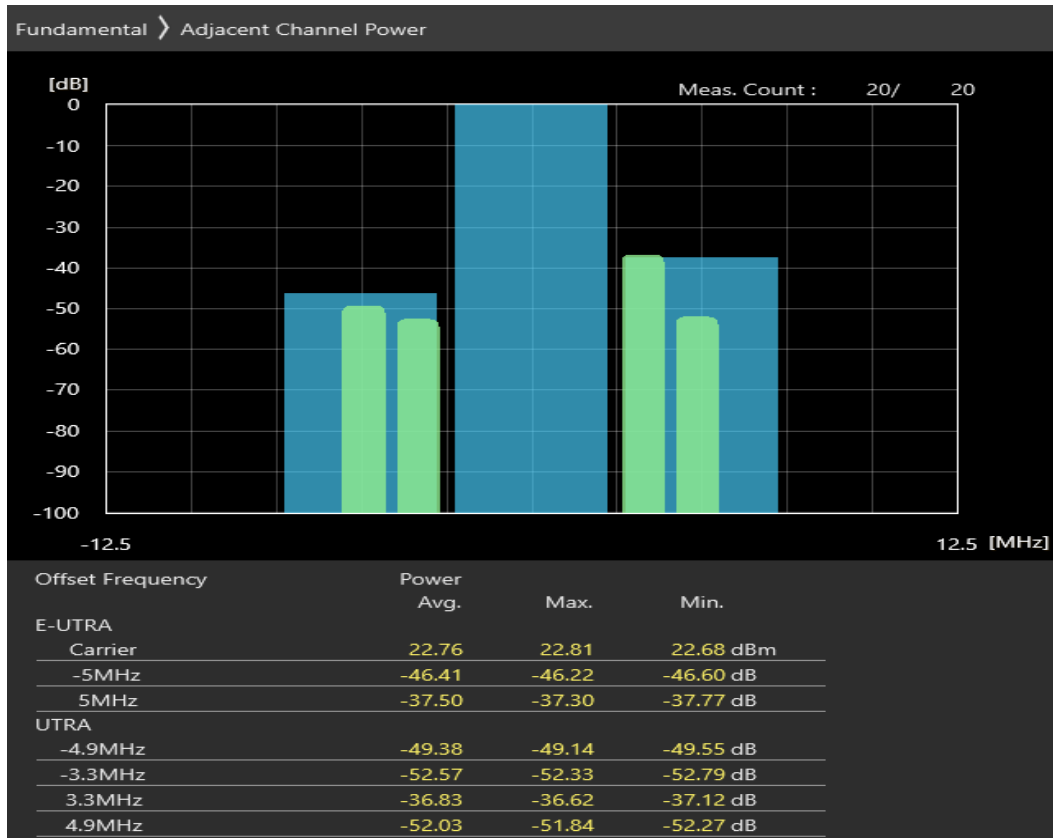 Fundamental 〉 Adjacent Channel Power
[dB]
Meas. Count : 20/ 20
0
-10
-20
-30
-40
-50
-60
-70
-80
-90
-100
-12.5 12.5 [MHz]
Offset Frequency Power
Avg. Max. Min.
E-UTRA
Carrier 22.76 22.81 22.68 dBm
-5MHz -46.41 -46.22 -46.60 dB
5MHz -37.50 -37.30 -37.77 dB
UTRA
-4.9MHz -49.38 -49.14 -49.55 dB
-3.3MHz -52.57 -52.33 -52.79 dB
3.3MHz -36.83 -36.62 -37.12 dB
4.9MHz -52.03 -51.84 -52.27 dB